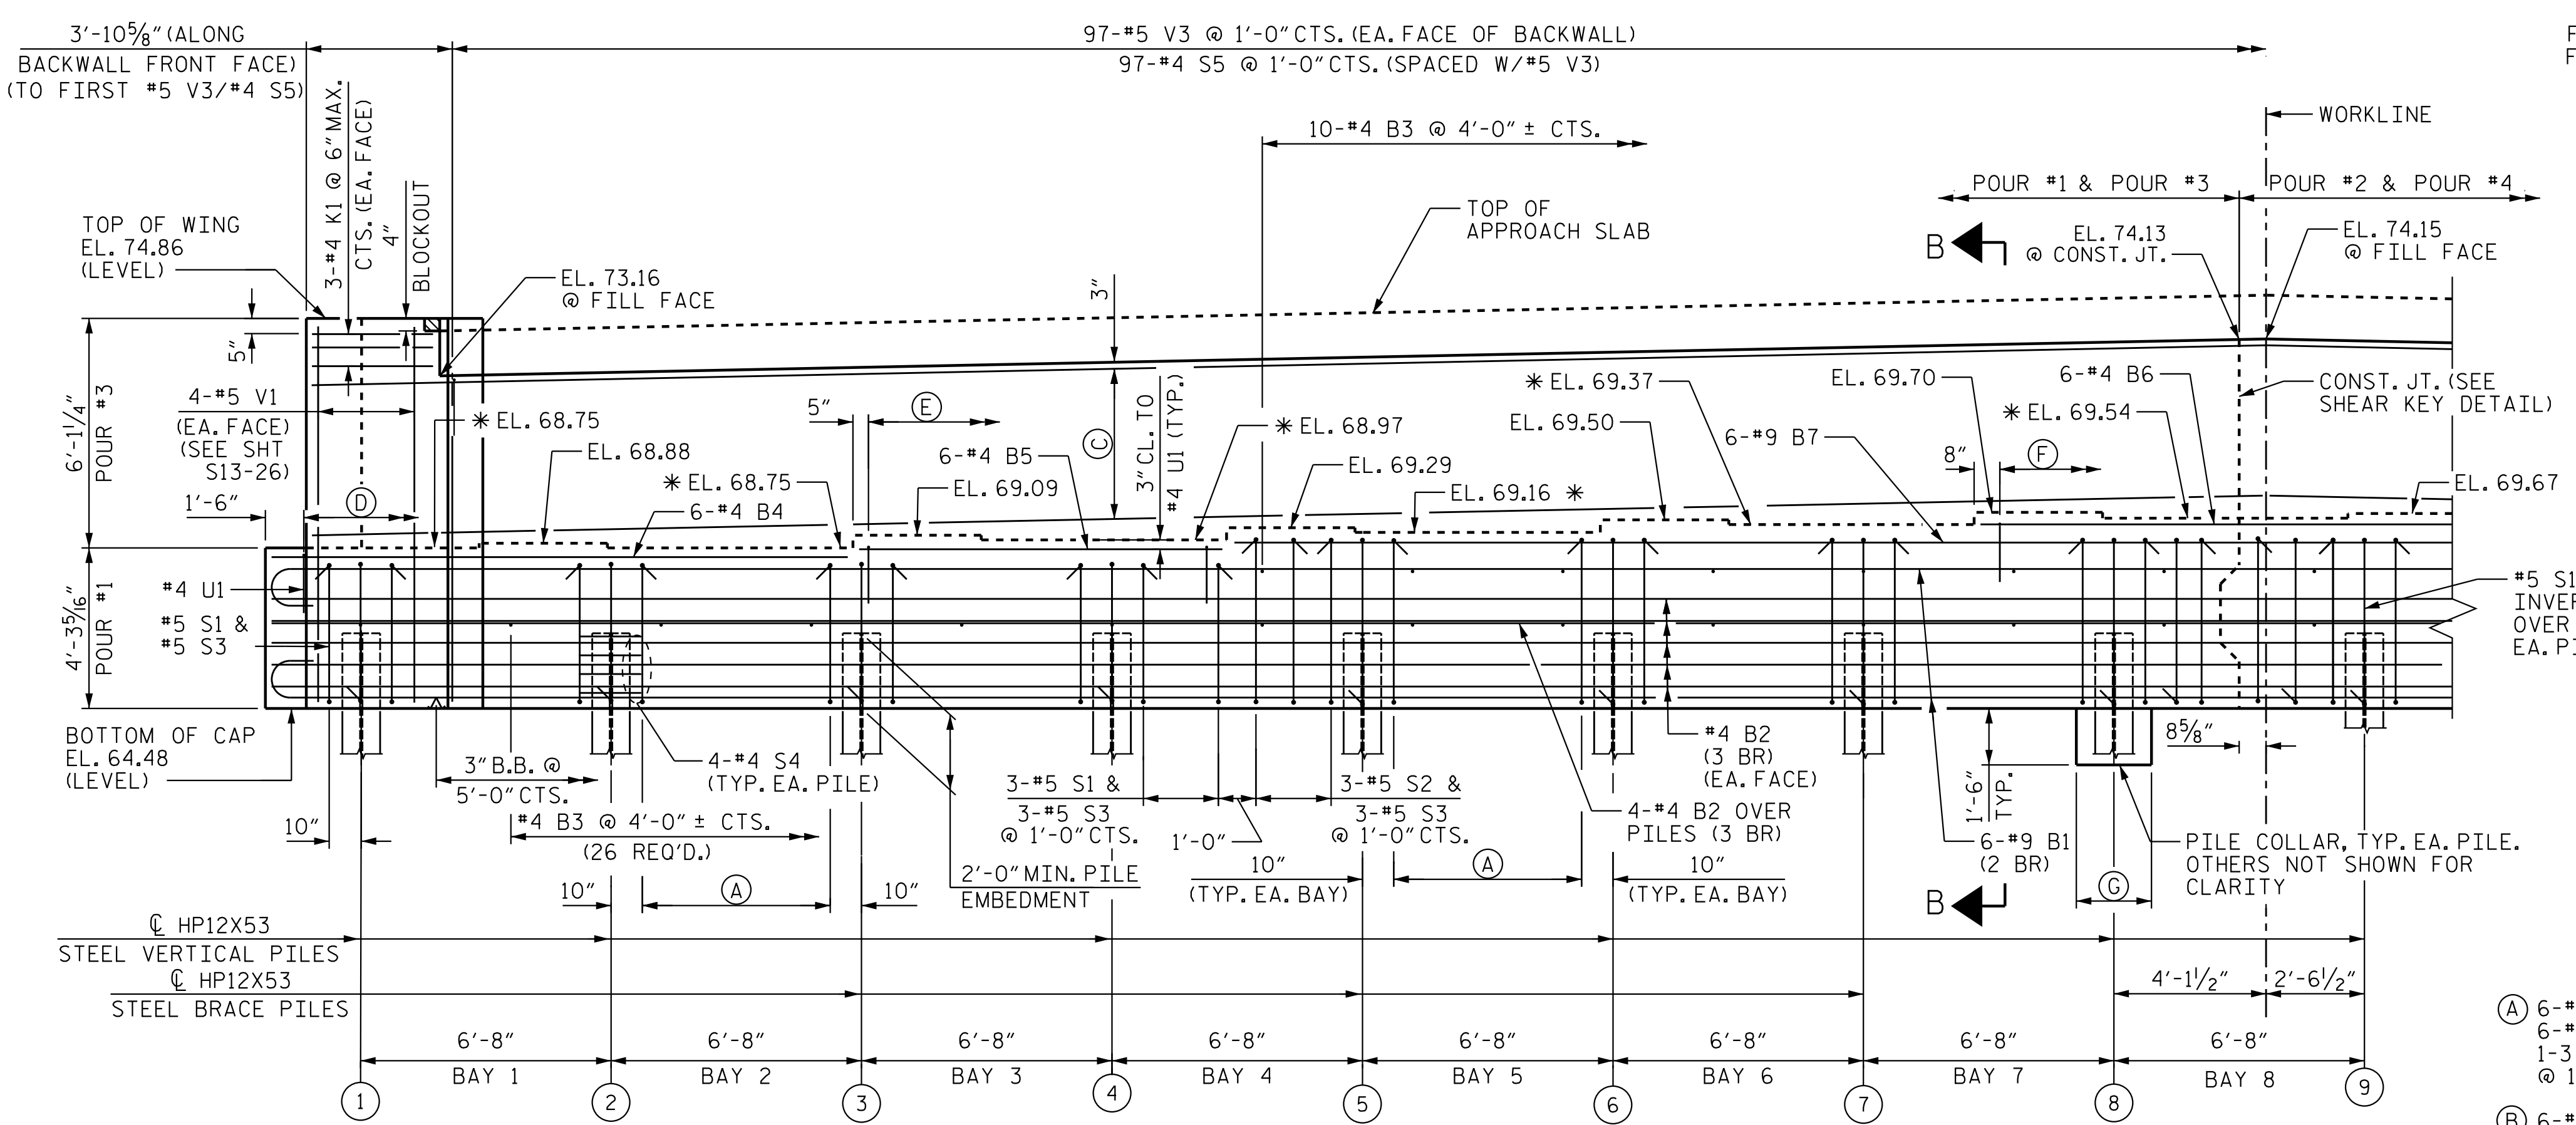 3'-10⅝" (ALONG
BACKWALL FRONT FACE)
(TO FIRST #5 V3/#4 S5)
97-#5 V3 @ 1'-0" CTS. (EA. FACE OF BACKWALL)
97-#4 S5 @ 1'-0" CTS. (SPACED W/#5 V3)
3-#4 K1 @ 6" MAX.
CTS. (EA. FACE)
4"
BLOCKOUT
10-#4 B3 @ 4'-0" ± CTS.
WORKLINE
POUR #1 & POUR #3
POUR #2 & POUR #4
TOP OF WING
EL. 74.86
(LEVEL)
TOP OF
APPROACH SLAB
B
EL. 74.13
@ CONST. JT.
EL. 74.15
@ FILL FACE
EL. 73.16
@ FILL FACE
3"
5"
6'-1¼"
POUR #3
4-#5 V1
(EA. FACE)
(SEE SHT
S13-26)
1'-6"
D
✳ EL. 68.75
EL. 68.88
✳ EL. 68.75
6-#4 B4
5"
E
6-#4 B5
EL. 69.09
C
3" CL. TO
#4 U1 (TYP.)
✳ EL. 68.97
EL. 69.29
EL. 69.16 ✳
✳ EL. 69.37
EL. 69.50
6-#9 B7
EL. 69.70
6-#4 B6
✳ EL. 69.54
8"
F
CONST. JT. (SEE
SHEAR KEY DETAIL)
EL. 69.67
4'-3⁵⁄₁₆"
POUR #1
#4 U1
#5 S1 &
#5 S3
#5 S1
OVER
BOTTOM OF CAP
EL. 64.48
(LEVEL)
10"
3" B.B. @
5'-0" CTS.
#4 B3 @ 4'-0" ± CTS.
(26 REQ'D.)
4-#4 S4
(TYP. EA. PILE)
10"
A
10"
2'-0" MIN. PILE
EMBEDMENT
3-#5 S1 &
3-#5 S3
@ 1'-0" CTS.
1'-0"
3-#5 S2 &
3-#5 S3
@ 1'-0" CTS.
10"
(TYP. EA. BAY)
A
10"
(TYP. EA. BAY)
#4 B2
(3 BR)
(EA. FACE)
4-#4 B2 OVER
PILES (3 BR)
6-#9 B1
(2 BR)
1'-6"
TYP.
8⅝"
PILE COLLAR, TYP. EA. PILE.
OTHERS NOT SHOWN FOR
CLARITY
G
B
℄ HP12X53
STEEL VERTICAL PILES
℄ HP12X53
STEEL BRACE PILES
4'-1½"
2'-6½"
6'-8"
BAY 1
6'-8"
BAY 2
6'-8"
BAY 3
6'-8"
BAY 4
6'-8"
BAY 5
6'-8"
BAY 6
6'-8"
BAY 7
6'-8"
BAY 8
1
2
3
4
5
6
7
8
9
A 6-#
6-#
1-3
@ 1
B 6-#